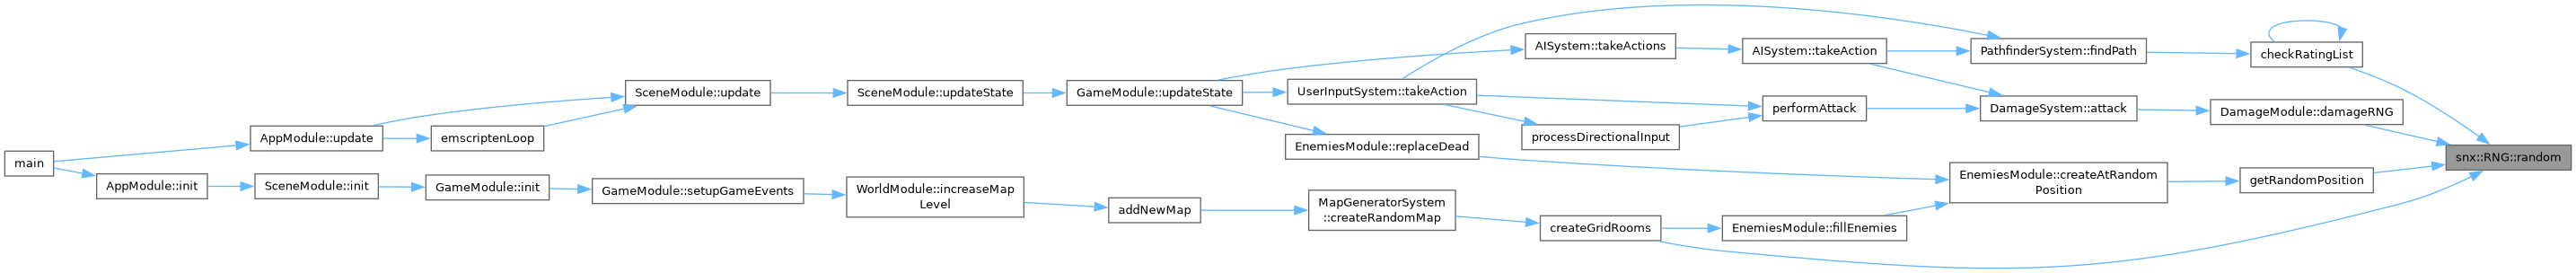 main
AppModule::update
AppModule::init
emscriptenLoop
SceneModule::init
SceneModule::update
GameModule::init
SceneModule::updateState
GameModule::setupGameEvents
GameModule::updateState
WorldModule::increaseMap
Level
addNewMap
UserInputSystem::takeAction
EnemiesModule::replaceDead
MapGeneratorSystem
::createRandomMap
AISystem::takeActions
processDirectionalInput
createGridRooms
AISystem::takeAction
performAttack
EnemiesModule::fillEnemies
PathfinderSystem::findPath
DamageSystem::attack
EnemiesModule::createAtRandom
Position
checkRatingList
DamageModule::damageRNG
getRandomPosition
snx::RNG::random